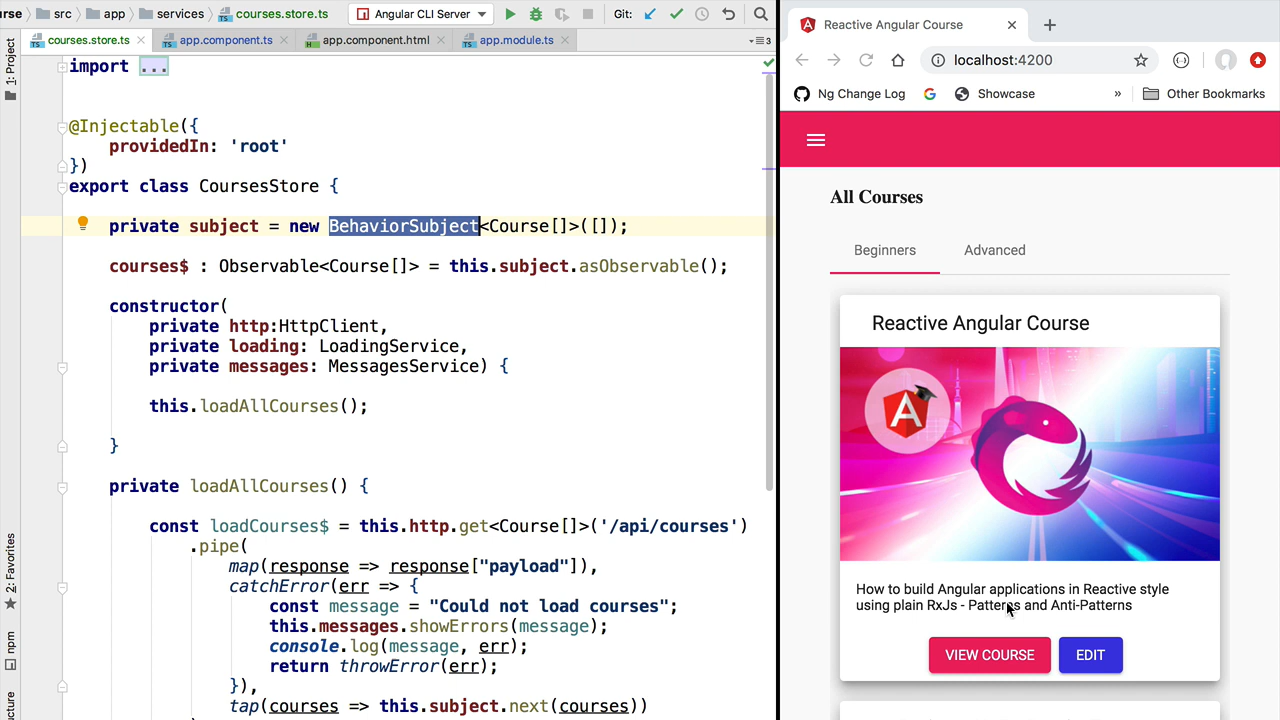 urse src app services courses.store.ts Angular CLI Server Git:
courses.store.ts app.component.ts app.component.html app.module.ts 3
1: Project
2: Favorites
npm
ucture
import ...
@Injectable({
providedIn: 'root'
})
export class CoursesStore {
private subject = new BehaviorSubject<Course[]>([]);
courses$ : Observable<Course[]> = this.subject.asObservable();
constructor(
private http:HttpClient,
private loading: LoadingService,
private messages: MessagesService) {
this.loadAllCourses();
}
private loadAllCourses() {
const loadCourses$ = this.http.get<Course[]>('/api/courses')
.pipe(
map(response => response["payload"]),
catchError(err => {
const message = "Could not load courses";
this.messages.showErrors(message);
console.log(message, err);
return throwError(err);
}),
tap(courses => this.subject.next(courses))
Reactive Angular Course
localhost:4200
Ng Change Log Showcase » Other Bookmarks
All Courses
Beginners Advanced
Reactive Angular Course
A
How to build Angular applications in Reactive style
using plain RxJs - Patterns and Anti-Patterns
VIEW COURSE EDIT